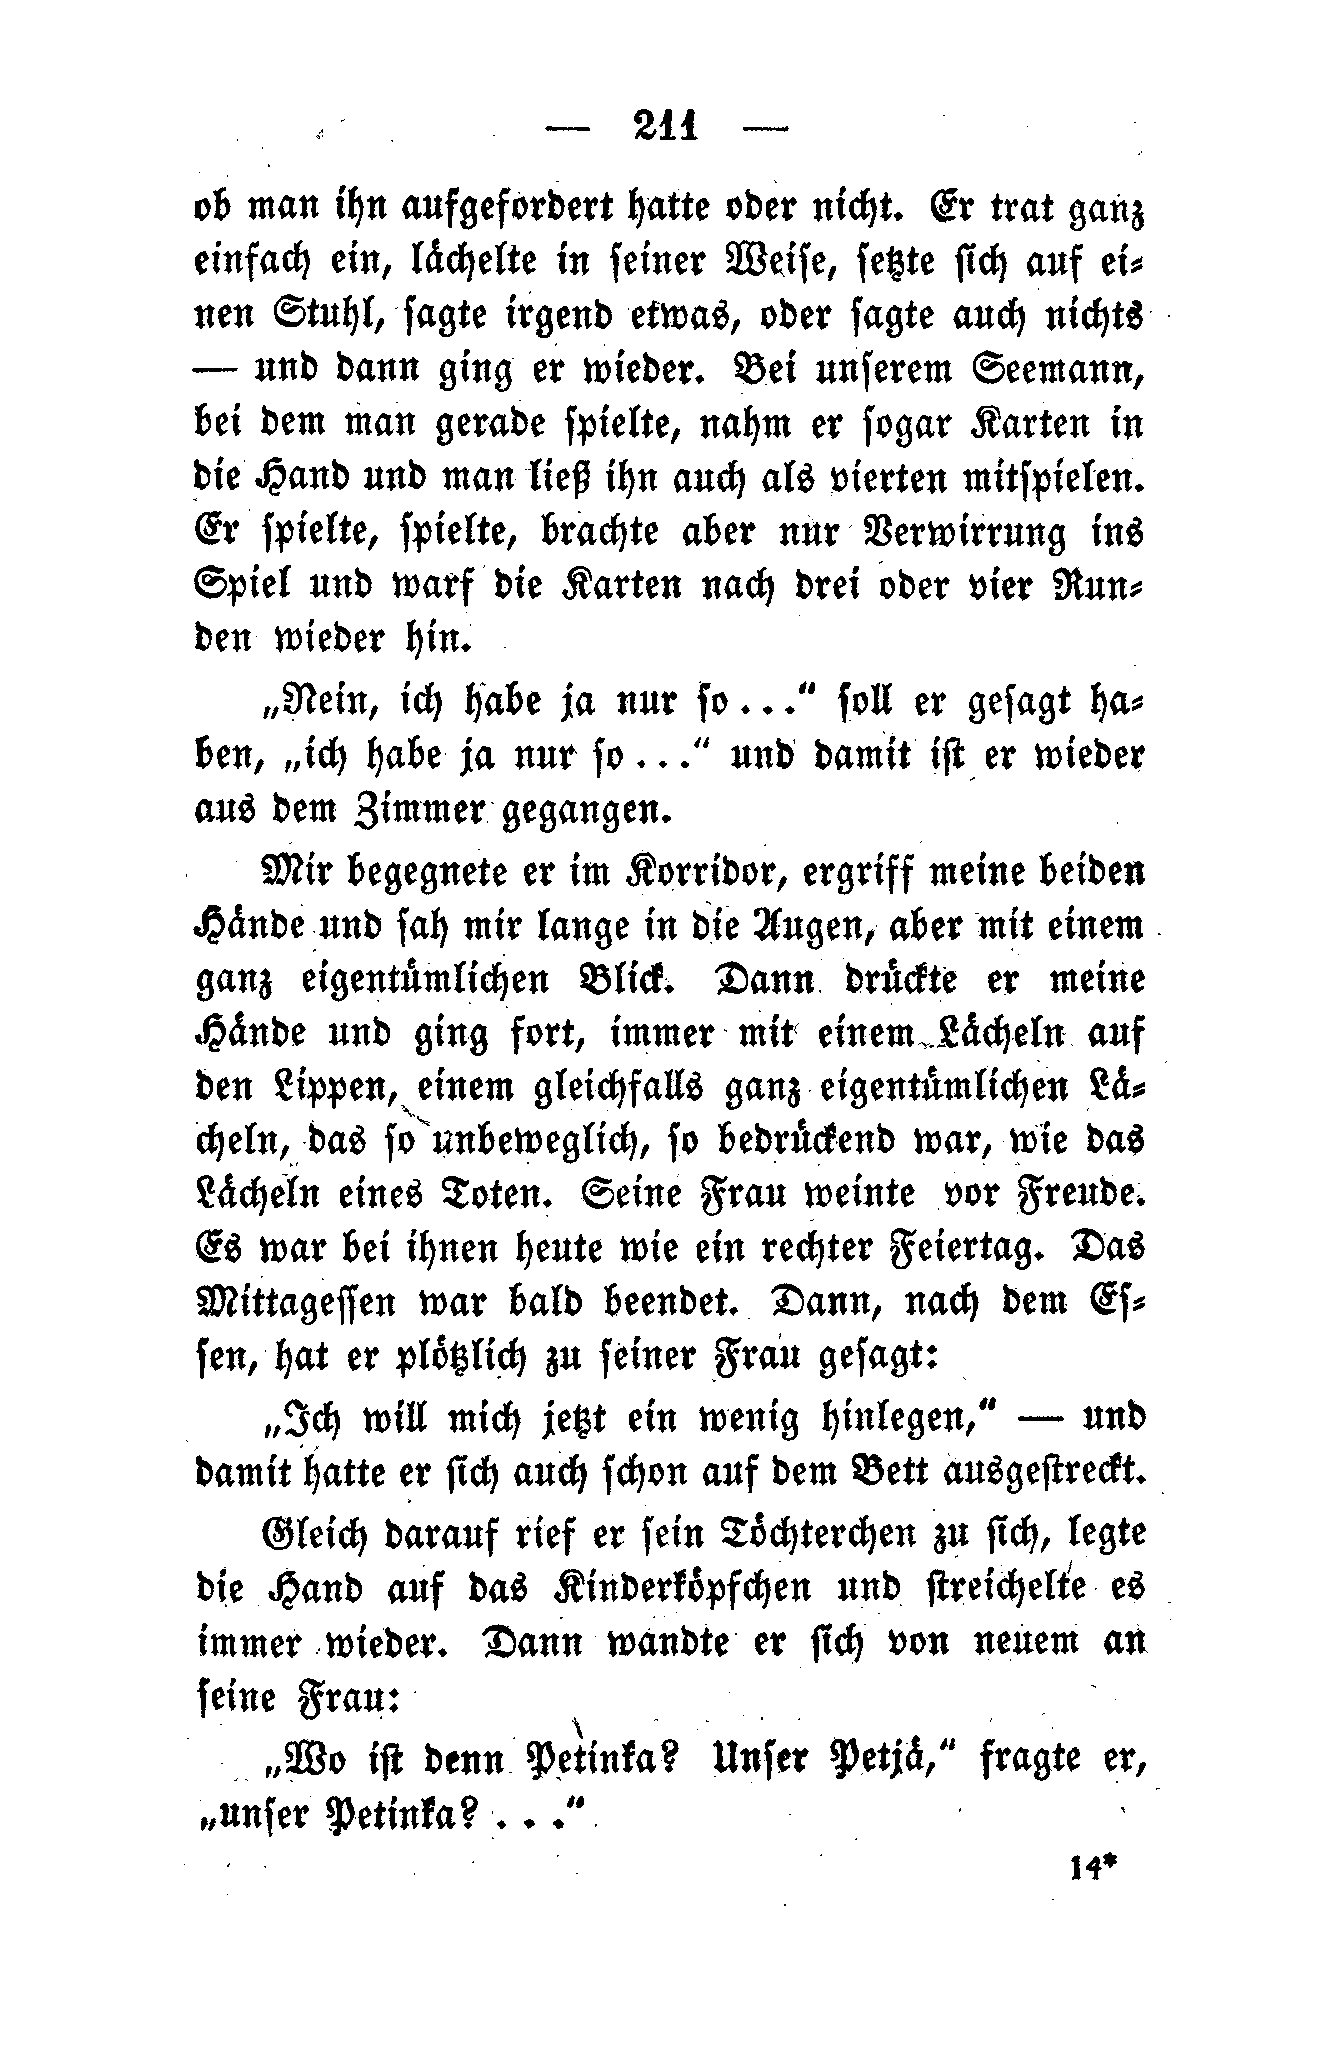 — 211 —
ob man ihn aufgefordert hatte oder nicht. Er trat ganz
einfach ein, lächelte in seiner Weise, setzte sich auf ei-
nen Stuhl, sagte irgend etwas, oder sagte auch nichts
— und dann ging er wieder. Bei unserem Seemann,
bei dem man gerade spielte, nahm er sogar Karten in
die Hand und man ließ ihn auch als vierten mitspielen.
Er spielte, spielte, brachte aber nur Verwirrung ins
Spiel und warf die Karten nach drei oder vier Run-
den wieder hin.
„Nein, ich habe ja nur so...“ soll er gesagt ha-
ben, „ich habe ja nur so...“ und damit ist er wieder
aus dem Zimmer gegangen.
Mir begegnete er im Korridor, ergriff meine beiden
Hände und sah mir lange in die Augen, aber mit einem
ganz eigentümlichen Blick. Dann drückte er meine
Hände und ging fort, immer mit einem Lächeln auf
den Lippen, einem gleichfalls ganz eigentümlichen Lä-
cheln, das so unbeweglich, so bedrückend war, wie das
Lächeln eines Toten. Seine Frau weinte vor Freude.
Es war bei ihnen heute wie ein rechter Feiertag. Das
Mittagessen war bald beendet. Dann, nach dem Es-
sen, hat er plötzlich zu seiner Frau gesagt:
„Ich will mich jetzt ein wenig hinlegen,“ — und
damit hatte er sich auch schon auf dem Bett ausgestreckt.
Gleich darauf rief er sein Töchterchen zu sich, legte
die Hand auf das Kinderköpfchen und streichelte es
immer wieder. Dann wandte er sich von neuem an
seine Frau:
„Wo ist denn Petinka? Unser Petjä,“ fragte er,
„unser Petinka?...“
14*